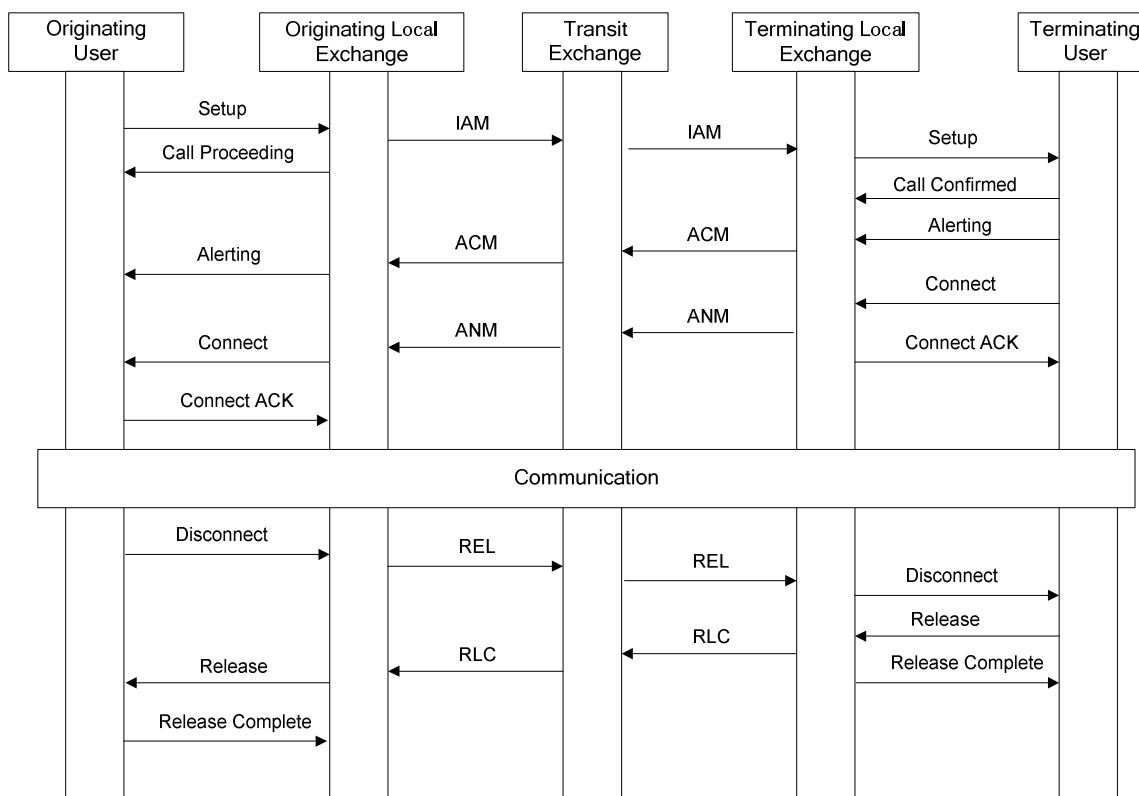 Originating
User
Originating Local
Exchange
Transit
Exchange
Terminating Local
Exchange
Terminating
User
Setup
IAM
IAM
Setup
Call Proceeding
Call Confirmed
Alerting
ACM
ACM
Alerting
Connect
ANM
ANM
Connect
Connect ACK
Connect ACK
Communication
Disconnect
REL
REL
Disconnect
Release
RLC
RLC
Release
Release Complete
Release Complete